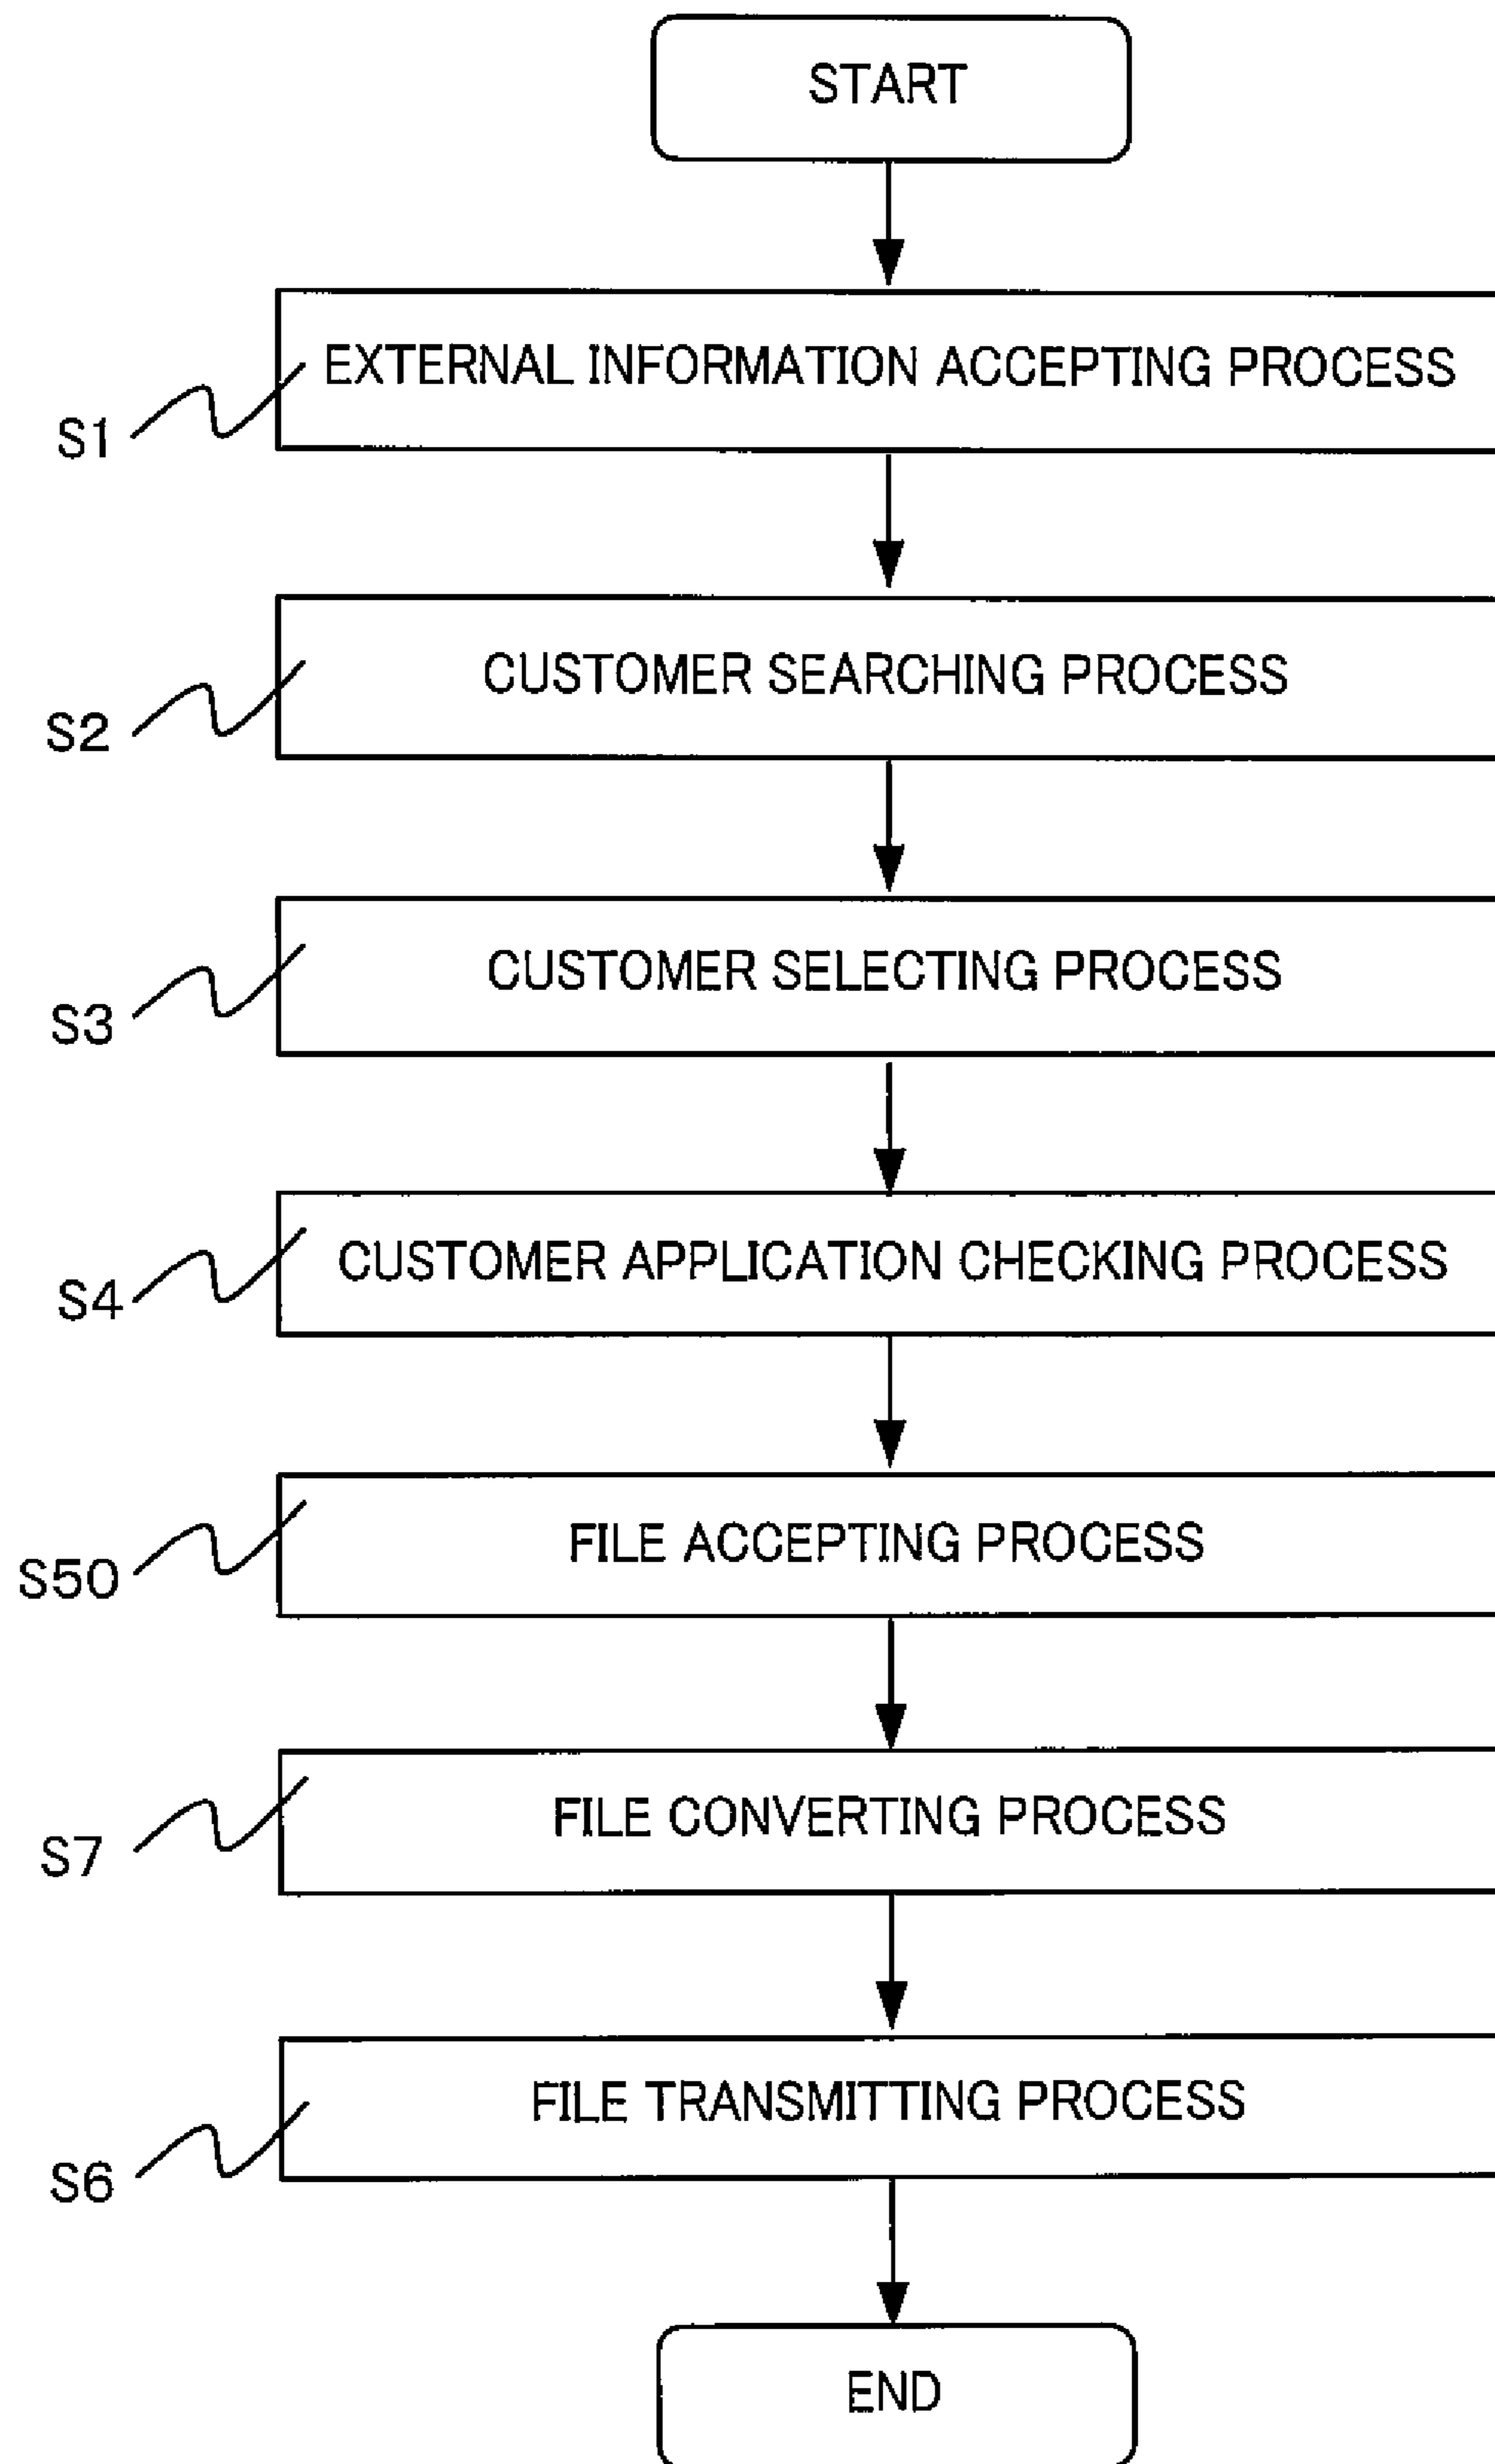 START
EXTERNAL INFORMATION ACCEPTING PROCESS
S1
CUSTOMER SEARCHING PROCESS
S2
CUSTOMER SELECTING PROCESS
S3
CUSTOMER APPLICATION CHECKING PROCESS
S4
FILE ACCEPTING PROCESS
S50
FILE CONVERTING PROCESS
S7
FILE TRANSMITTING PROCESS
S6
END